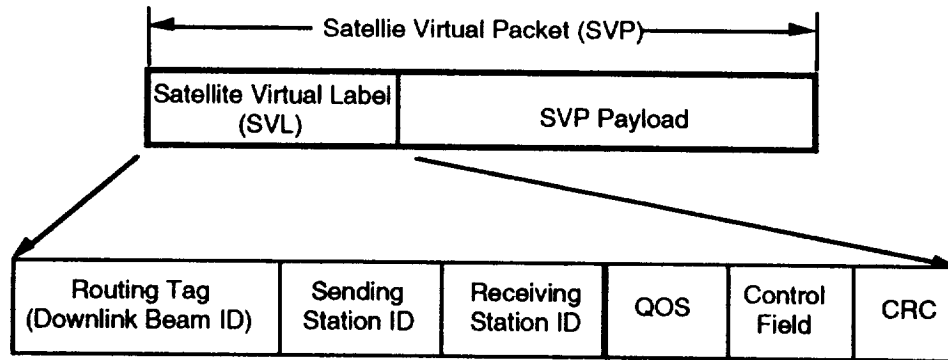 Satellie Virtual Packet (SVP)
Satellite Virtual Label
(SVL)
SVP Payload
Routing Tag
(Downlink Beam ID)
Sending
Station ID
Receiving
Station ID
QOS
Control
Field
CRC